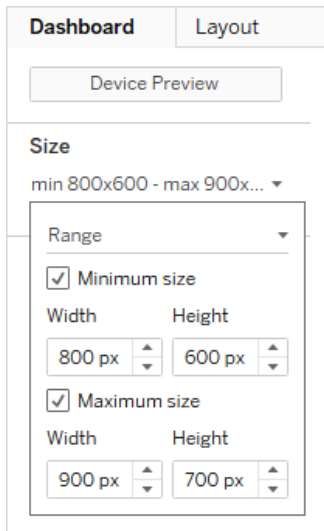 Dashboard Layout
Device Preview
Size
min 800x600 - max 900x...
Range
Minimum size
Width Height
800 px 600 px
Maximum size
Width Height
900 px 700 px